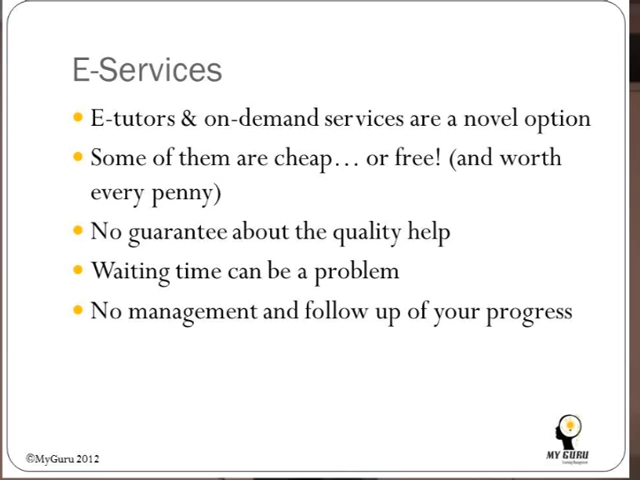 E-Services
E-tutors & on-demand services are a novel option
Some of them are cheap… or free! (and worth
every penny)
No guarantee about the quality help
Waiting time can be a problem
No management and follow up of your progress
©MyGuru 2012
MY GURU